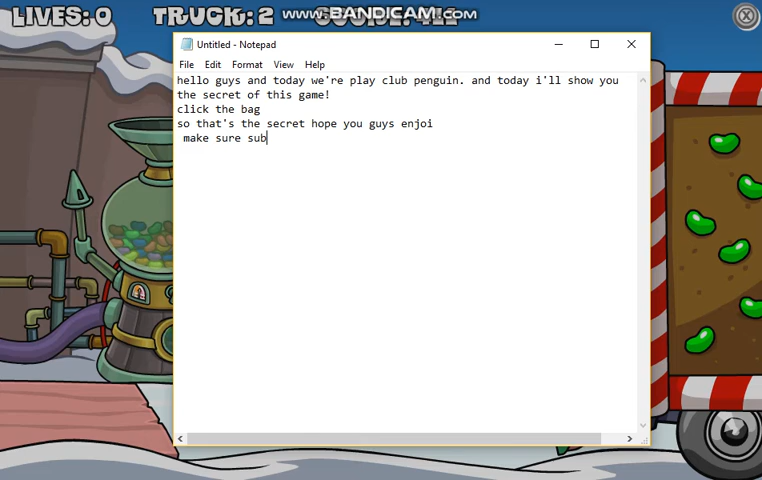 LIVES: 0 TRUCK: 2 www.BANDICAM.com
Untitled - Notepad
File Edit Format View Help
hello guys and today we're play club penguin. and today i'll show you
the secret of this game!
click the bag
so that's the secret hope you guys enjoi
make sure sub